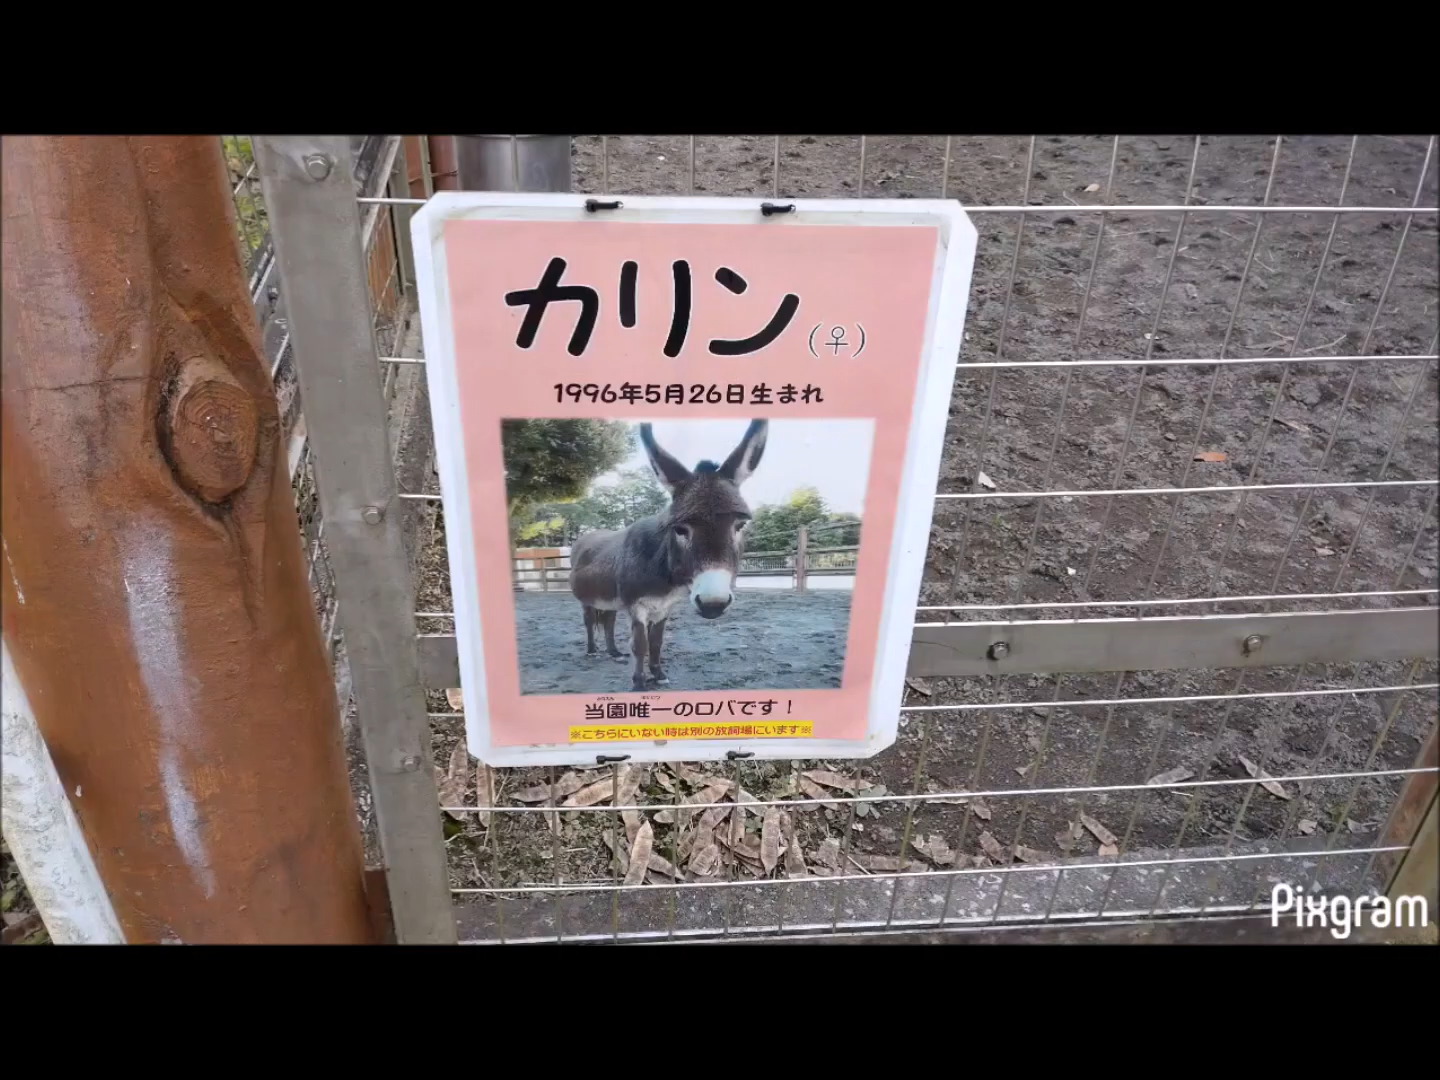 カリン(♀)
1996年5月26日生まれ
当園唯一のロバです!
※こちらにいない時は別の放飼場にいます※
Pixgram